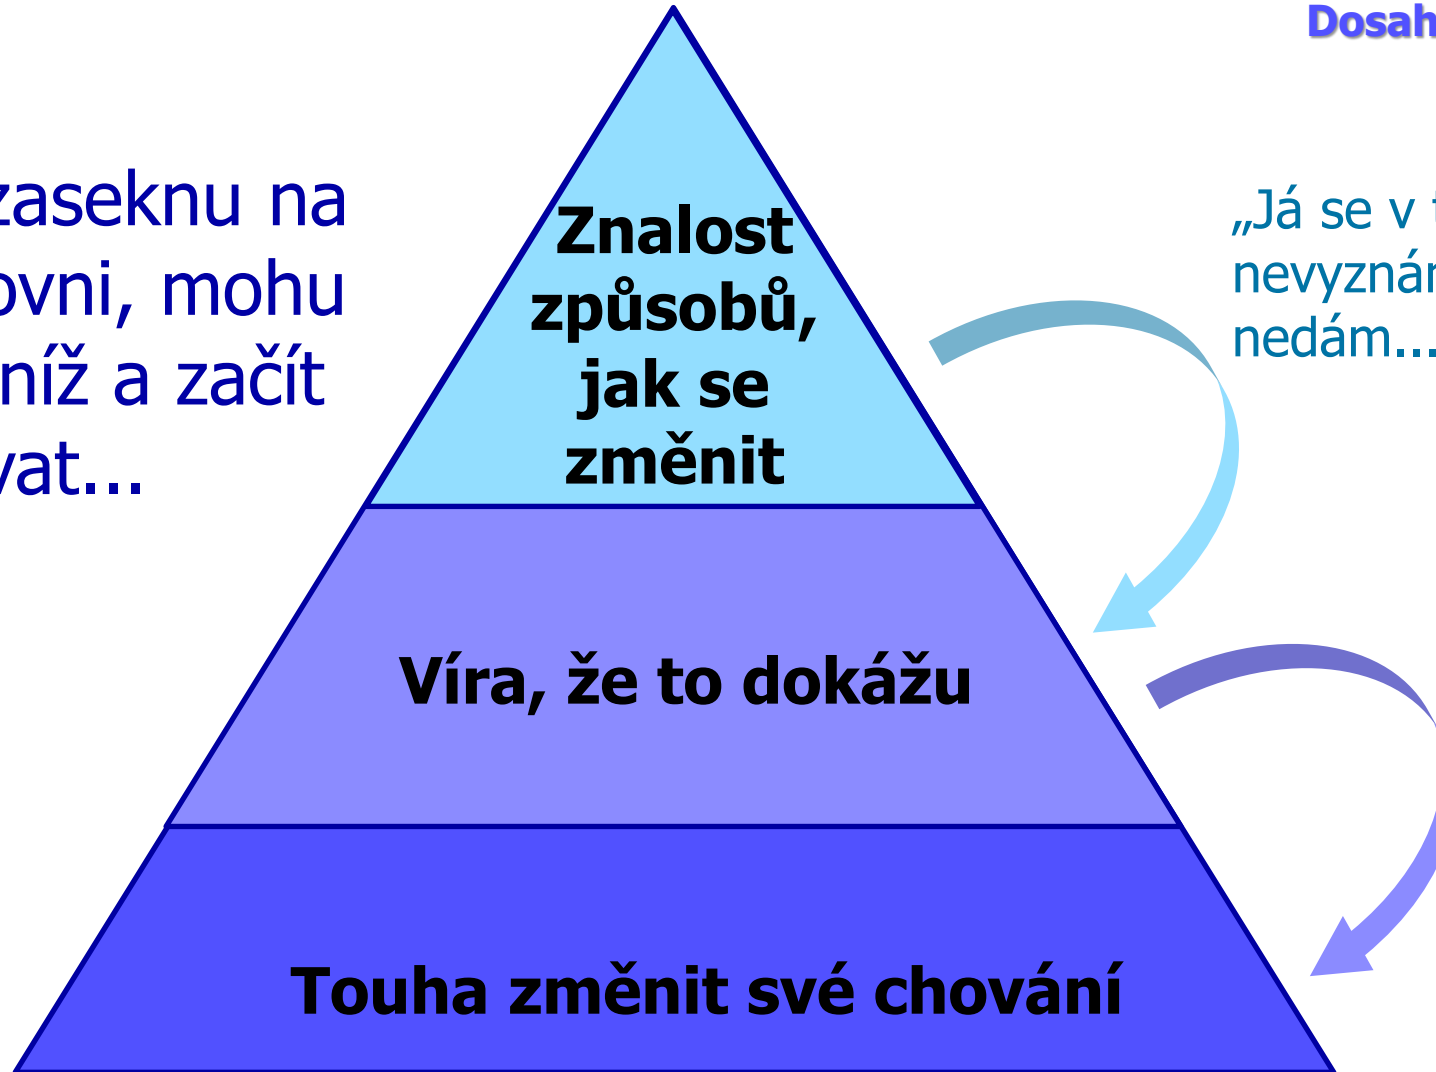 Dosah
zaseknu na
ovni, mohu
níž a začít
vat...
Znalost
způsobů,
jak se
změnit
„Já se v t
nevyznám
nedám...
Víra, že to dokážu
Touha změnit své chování